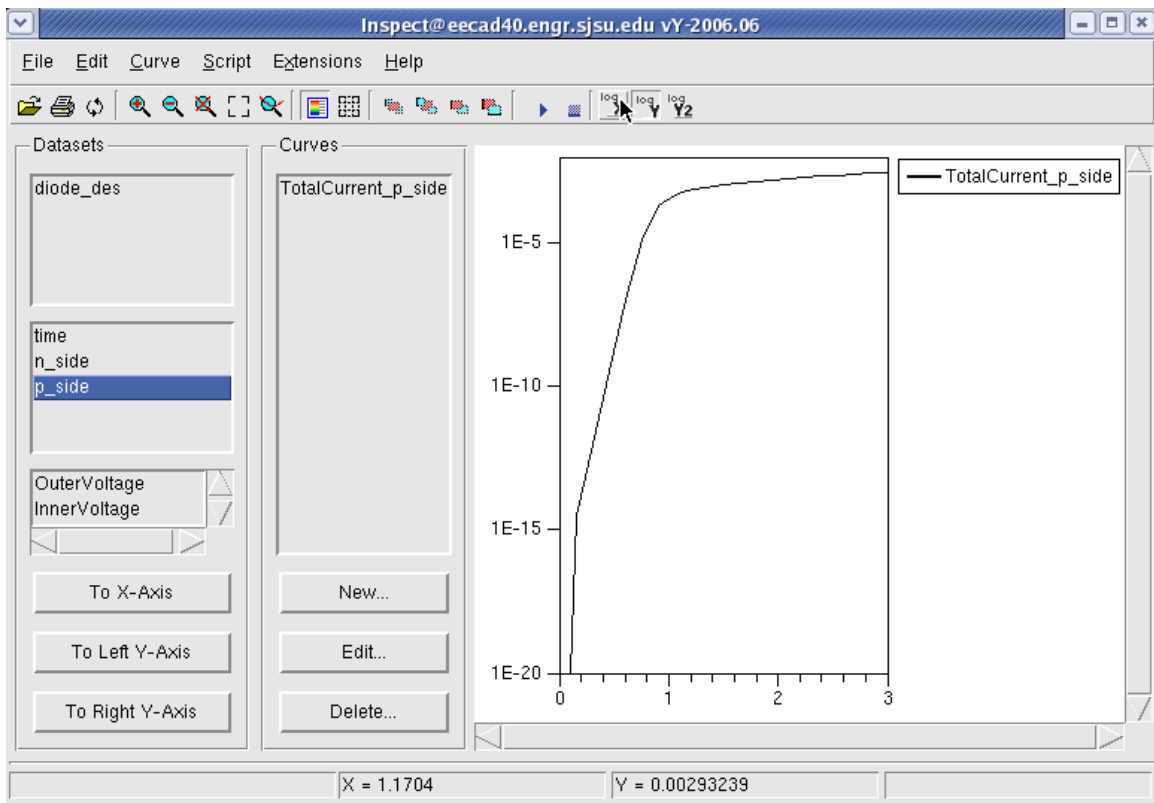 Inspect@eecad40.engr.sjsu.edu vY-2006.06
File Edit Curve Script Extensions Help
log X log Y log Y2
Datasets
diode_des
time
n_side
p_side
OuterVoltage
InnerVoltage
To X-Axis
To Left Y-Axis
To Right Y-Axis
Curves
TotalCurrent_p_side
New...
Edit...
Delete...
TotalCurrent_p_side
1E-5
1E-10
1E-15
1E-20
0 1 2 3
X = 1.1704
Y = 0.00293239